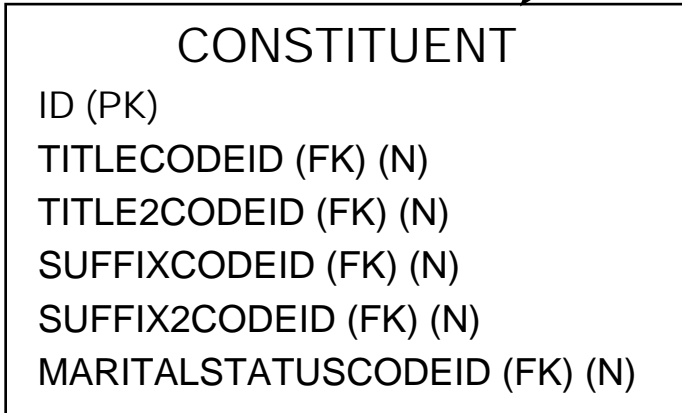 CONSTITUENT
ID (PK)
TITLECODEID (FK) (N)
TITLE2CODEID (FK) (N)
SUFFIXCODEID (FK) (N)
SUFFIX2CODEID (FK) (N)
MARITALSTATUSCODEID (FK) (N)